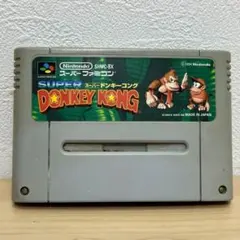 Nintendo SHVC-8X
スーパーファミコン
SUPER スーパードンキーコング
DONKEY KONG
MADE IN JAPAN